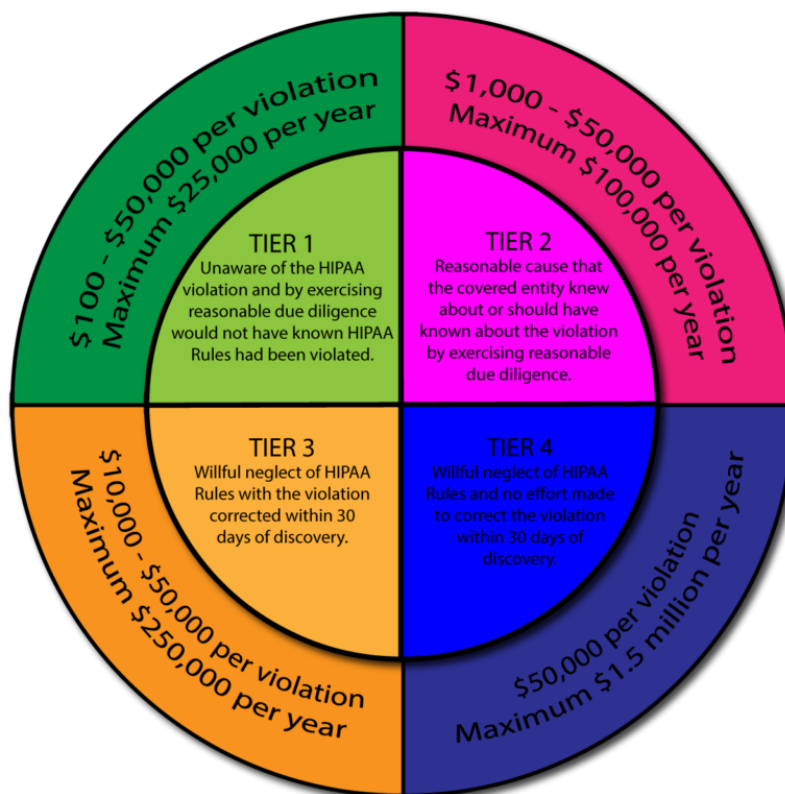 $100 - $50,000 per violation
Maximum $25,000 per year
$1,000 - $50,000 per violation
Maximum $100,000 per year
TIER 1
Unaware of the HIPAA
violation and by exercising
reasonable due diligence
would not have known HIPAA
Rules had been violated.
TIER 2
Reasonable cause that
the covered entity knew
about or should have
known about the violation
by exercising reasonable
due diligence.
TIER 3
Willful neglect of HIPAA
Rules with the violation
corrected within 30
days of discovery.
TIER 4
Willful neglect of HIPAA
Rules and no effort made
to correct the violation
within 30 days of
discovery.
$10,000 - $50,000 per violation
Maximum $250,000 per year
$50,000 per violation
Maximum $1.5 million per year